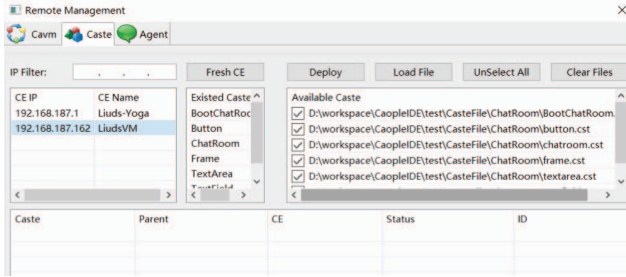 Remote Management
Cavm Caste Agent
IP Filter: . . . Fresh CE Deploy Load File UnSelect All Clear Files
CE IP CE Name
192.168.187.1 Liuds-Yoga
192.168.187.162 LiudsVM
Existed Caste
BootChatRoc
Button
ChatRoom
Frame
TextArea
TextField
Available Caste
D:\workspace\CaopleIDE\test\CasteFile\ChatRoom\BootChatRoom.
D:\workspace\CaopleIDE\test\CasteFile\ChatRoom\button.cst
D:\workspace\CaopleIDE\test\CasteFile\ChatRoom\chatroom.cst
D:\workspace\CaopleIDE\test\CasteFile\ChatRoom\frame.cst
D:\workspace\CaopleIDE\test\CasteFile\ChatRoom\textarea.cst
Caste Parent CE Status ID